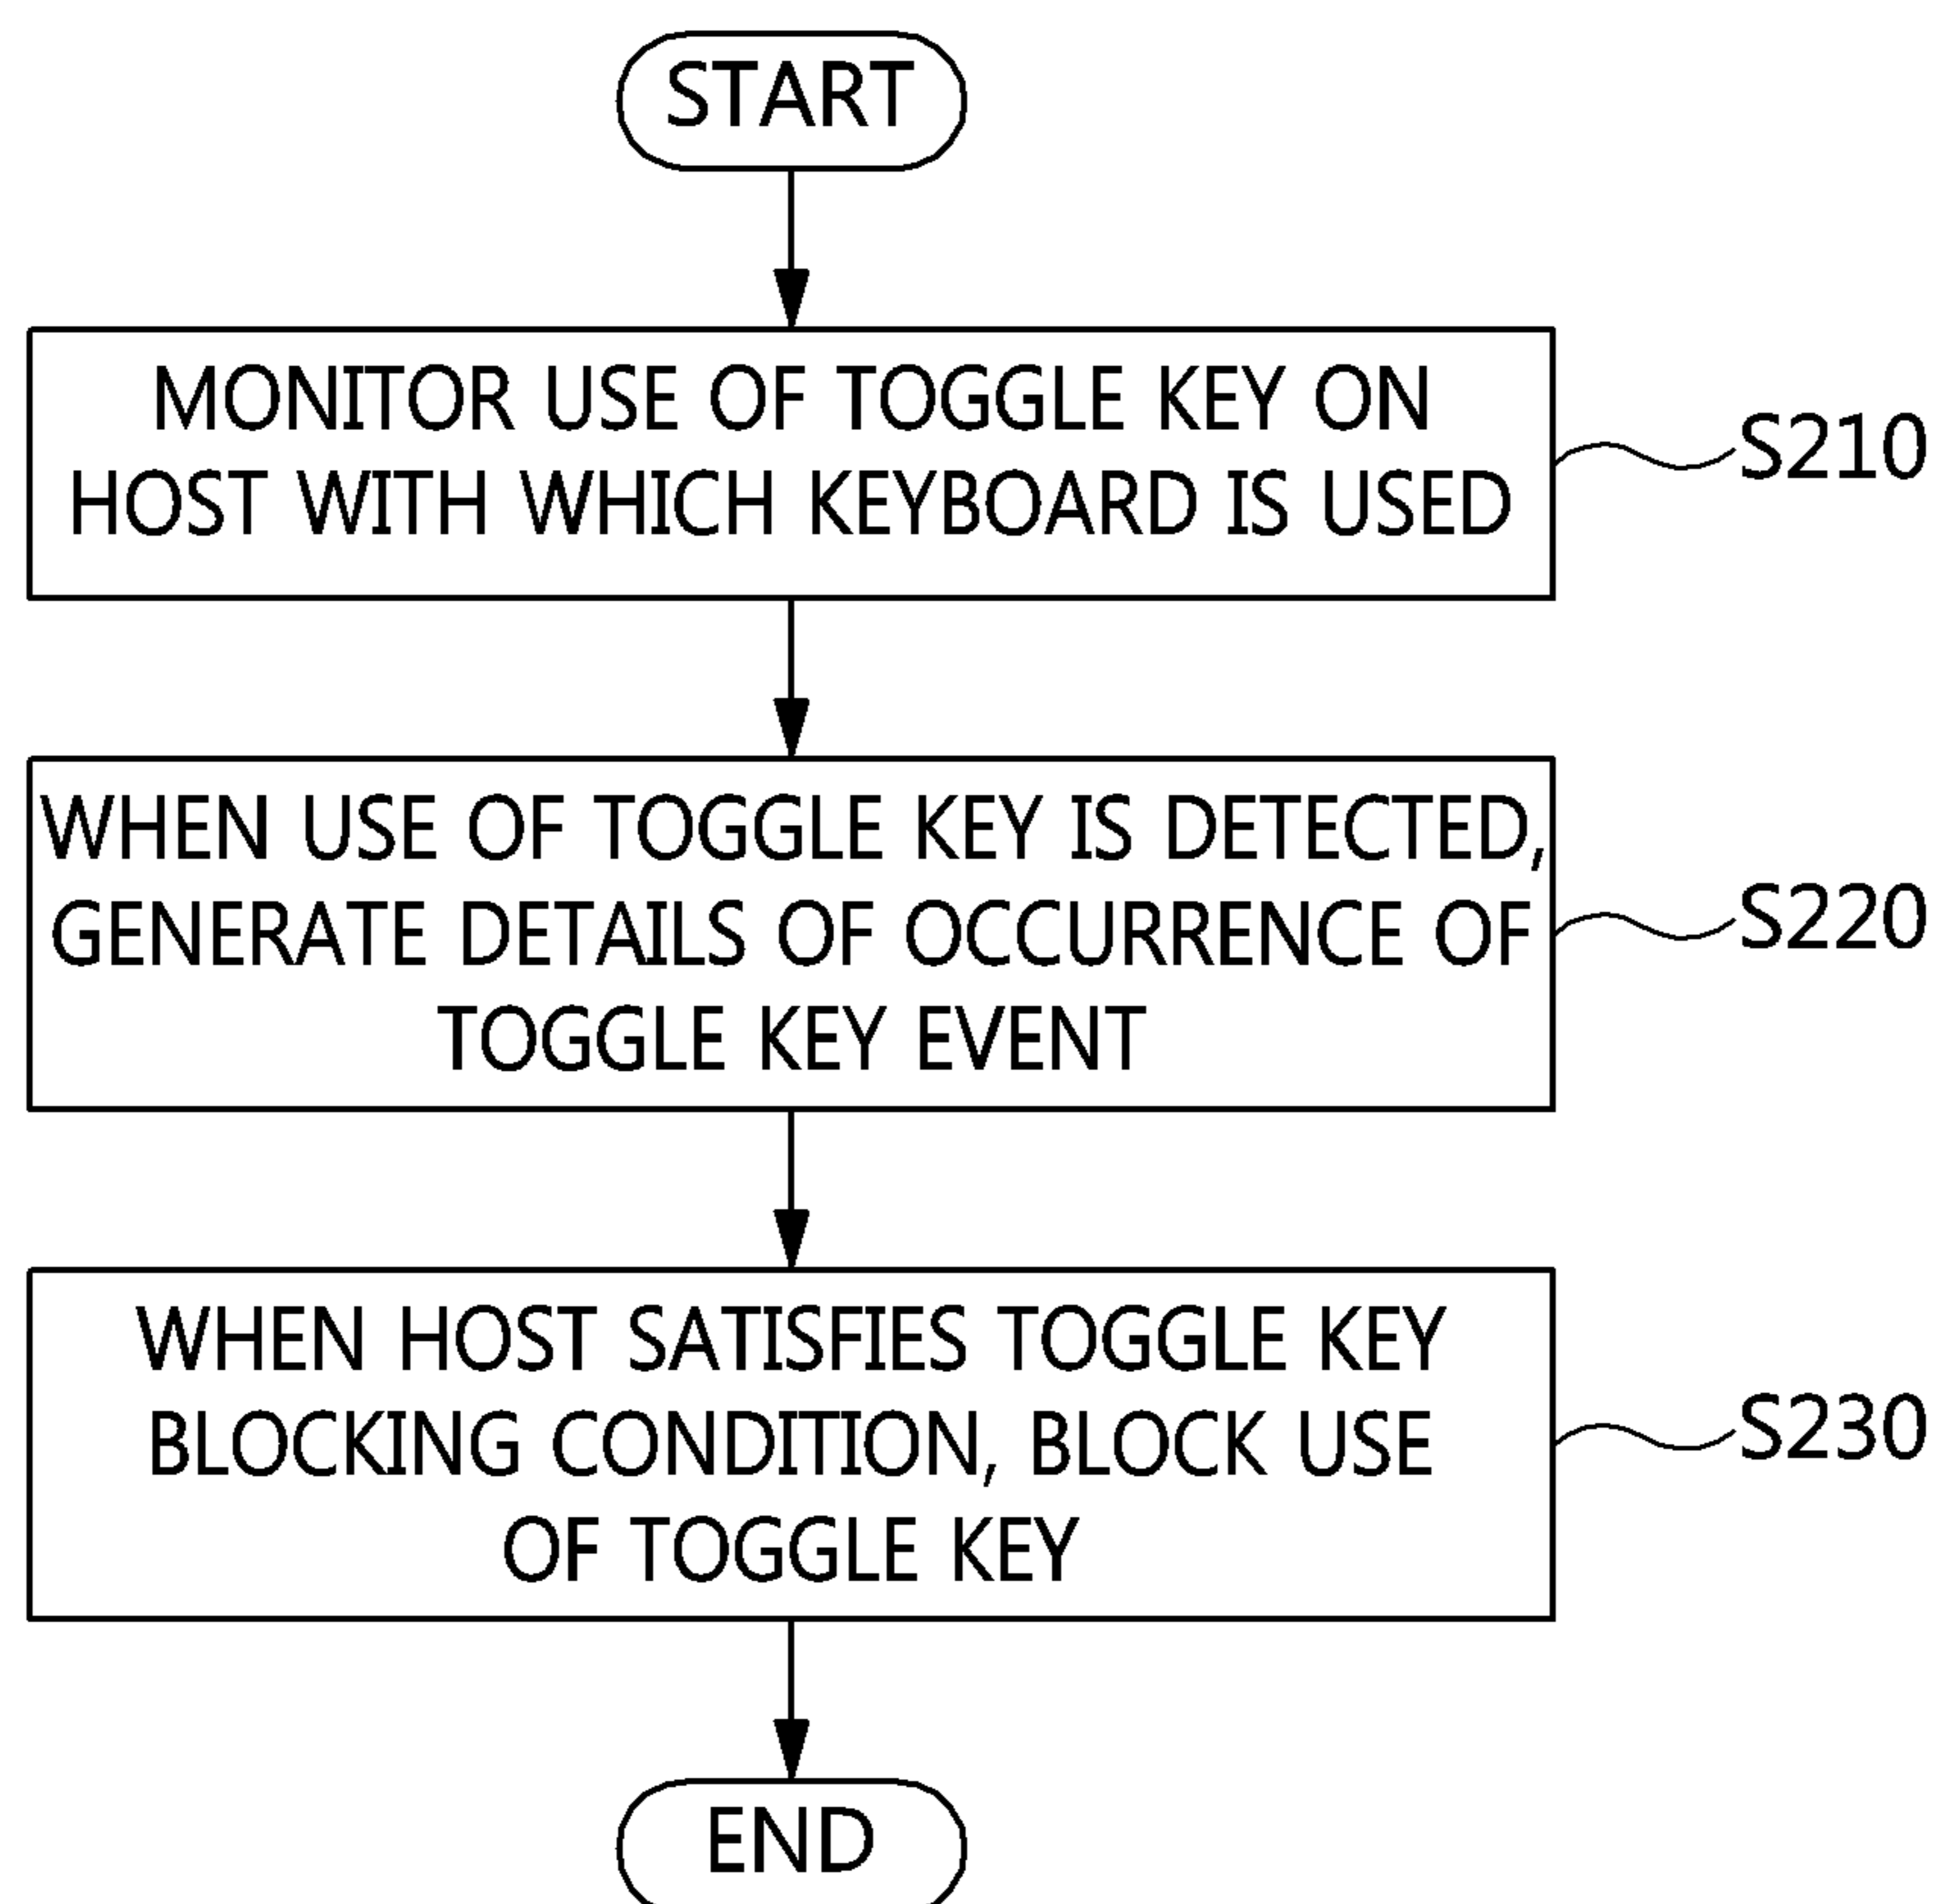 START
MONITOR USE OF TOGGLE KEY ON
HOST WITH WHICH KEYBOARD IS USED
S210
WHEN USE OF TOGGLE KEY IS DETECTED,
GENERATE DETAILS OF OCCURRENCE OF
TOGGLE KEY EVENT
S220
WHEN HOST SATISFIES TOGGLE KEY
BLOCKING CONDITION, BLOCK USE
OF TOGGLE KEY
S230
END